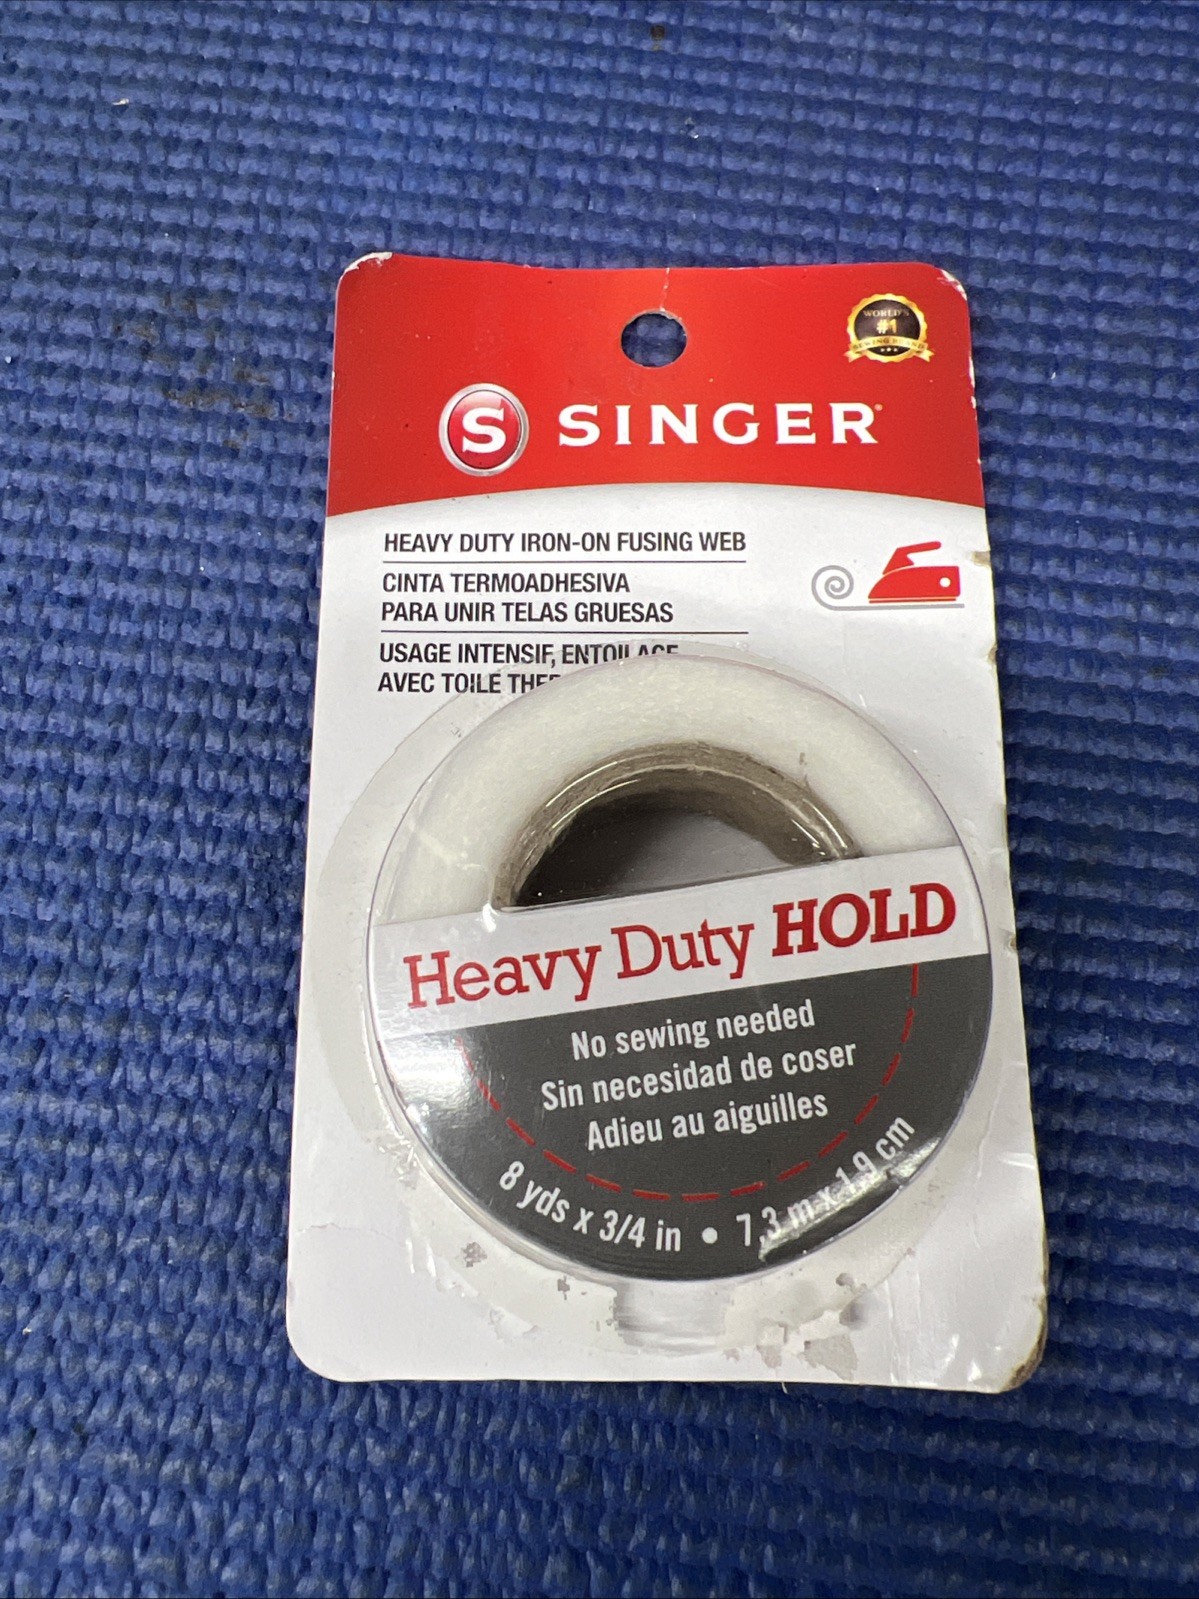 WORLD'S
#1
SEWING BRAND
S SINGER
HEAVY DUTY IRON-ON FUSING WEB
CINTA TERMOADHESIVA
PARA UNIR TELAS GRUESAS
USAGE INTENSIF, ENTOILAGE
AVEC TOILE
Heavy Duty HOLD
No sewing needed
Sin necesidad de coser
Adieu au aiguilles
8 yds x 3/4 in • 7,3 m x 1,9 cm